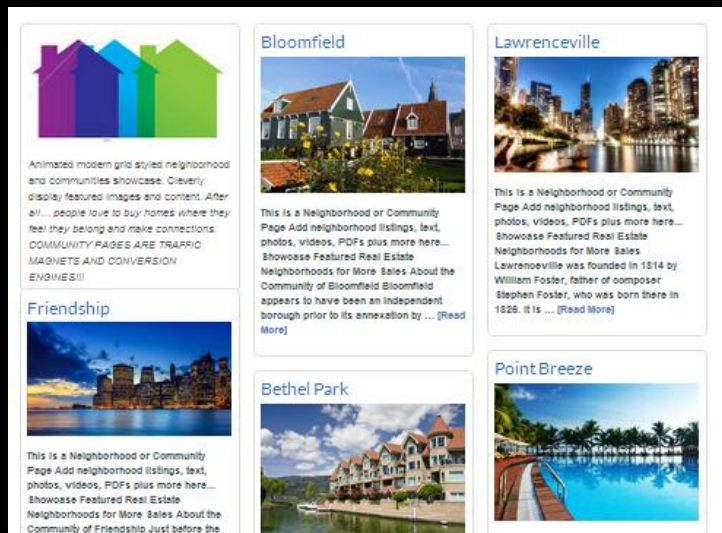 Animated modern grid styled neighborhood
and communities showcase. Cleverly
display featured images and content. After
all... people love to buy homes where they
feel they belong and make connections.
COMMUNITY PAGES ARE TRAFFIC
MAGNETS AND CONVERSION
ENGINES!!!
Friendship
This is a Neighborhood or Community
Page Add neighborhood listings, text,
photos, videos, PDFs plus more here...
Showcase Featured Real Estate
Neighborhoods for More Sales About the
Community of Friendship Just before the
Bloomfield
This is a Neighborhood or Community
Page Add neighborhood listings, text,
photos, videos, PDFs plus more here...
Showcase Featured Real Estate
Neighborhoods for More Sales About the
Community of Bloomfield Bloomfield
appears to have been an independent
borough prior to its annexation by ... [Read
More]
Bethel Park
Lawrenceville
This is a Neighborhood or Community
Page Add neighborhood listings, text,
photos, videos, PDFs plus more here...
Showcase Featured Real Estate
Neighborhoods for More Sales
Lawrenceville was founded in 1814 by
William Foster, father of composer
Stephen Foster, who was born there in
1826. It is ... [Read More]
Point Breeze